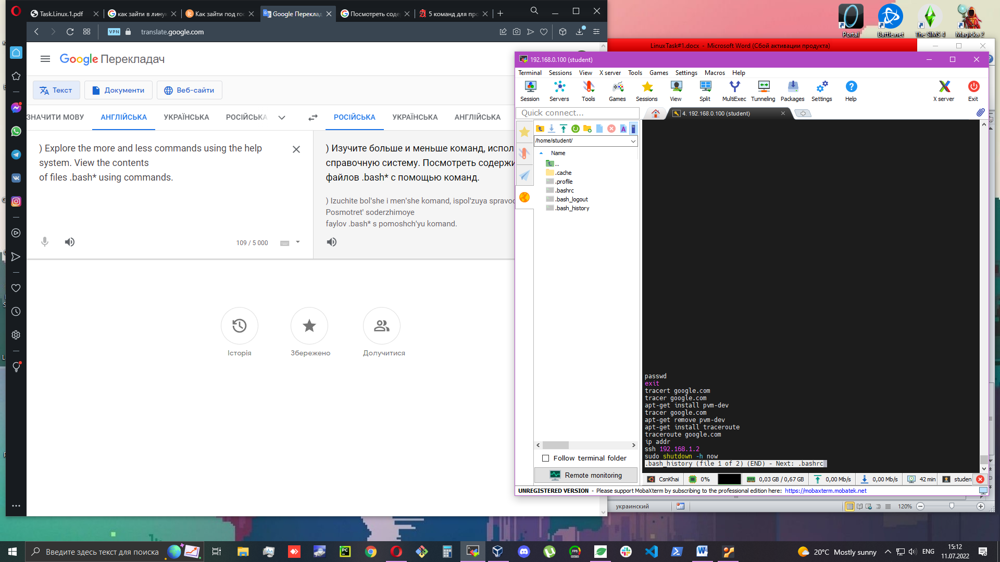 Task.Linux.1.pdf
как зайти в линук
Как зайти под roo
Google Переклад
Посмотреть соде
5 команд для пр
VPN
translate.google.com
Google Перекладач
Текст
Документи
Веб-сайти
ЗНАЧИТИ МОВУ
АНГЛІЙСЬКА
УКРАЇНСЬКА
РОСІЙСЬКА
РОСІЙСЬКА
УКРАЇНСЬКА
АНГЛІЙСЬКА
) Explore the more and less commands using the help
system. View the contents
of files .bash* using commands.
109 / 5 000
) Изучите больше и меньше команд, испол
справочную систему. Посмотреть содержи
файлов .bash* с помощью команд.
) Izuchite bol'she i men'she komand, ispol'zuya spravoc
Posmotret' soderzhimoye
faylov .bash* s pomoshch'yu komand.
Історія
Збережено
Долучитися
Portal
Battle.net
The SIMS 4
Magicka 2
LinuxTask#1.docx - Microsoft Word (Сбой активации продукта)
192.168.0.100 (student)
Terminal
Sessions
View
X server
Tools
Games
Settings
Macros
Help
Session
Servers
Tools
Games
Sessions
View
Split
MultiExec
Tunneling
Packages
Settings
Help
X server
Exit
Quick connect...
4. 192.168.0.100 (student)
/home/student/
Name
..
.cache
.profile
.bashrc
.bash_logout
.bash_history
Follow terminal folder
Remote monitoring
passwd
exit
tracert google.com
tracer google.com
apt-get install pvm-dev
tracer google.com
apt-get remove pvm-dev
apt-get install traceroute
traceroute google.com
ip addr
ssh 192.168.1.2
sudo shutdown -h now
.bash_history (file 1 of 2) (END) - Next: .bashrc
CsnKhai
0%
0,03 GB / 0,67 GB
0,00 Mb/s
0,00 Mb/s
42 min
studen
UNREGISTERED VERSION - Please support MobaXterm by subscribing to the professional edition here: https://mobaxterm.mobatek.net
украинский
120%
Введите здесь текст для поиска
20°C Mostly sunny
ENG
15:12
11.07.2022